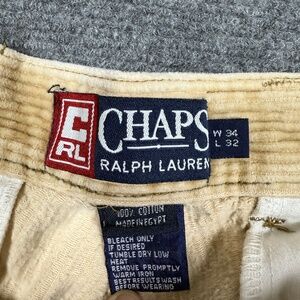 C
RL
CHAPS
RALPH LAUREN
W 34
L 32
100% COTTON
MADE IN EGYPT
BLEACH ONLY
IF DESIRED
TUMBLE DRY LOW
HEAT
REMOVE PROMPTLY
WARM IRON
BEST RESULTS WASH
BEFORE WEARING